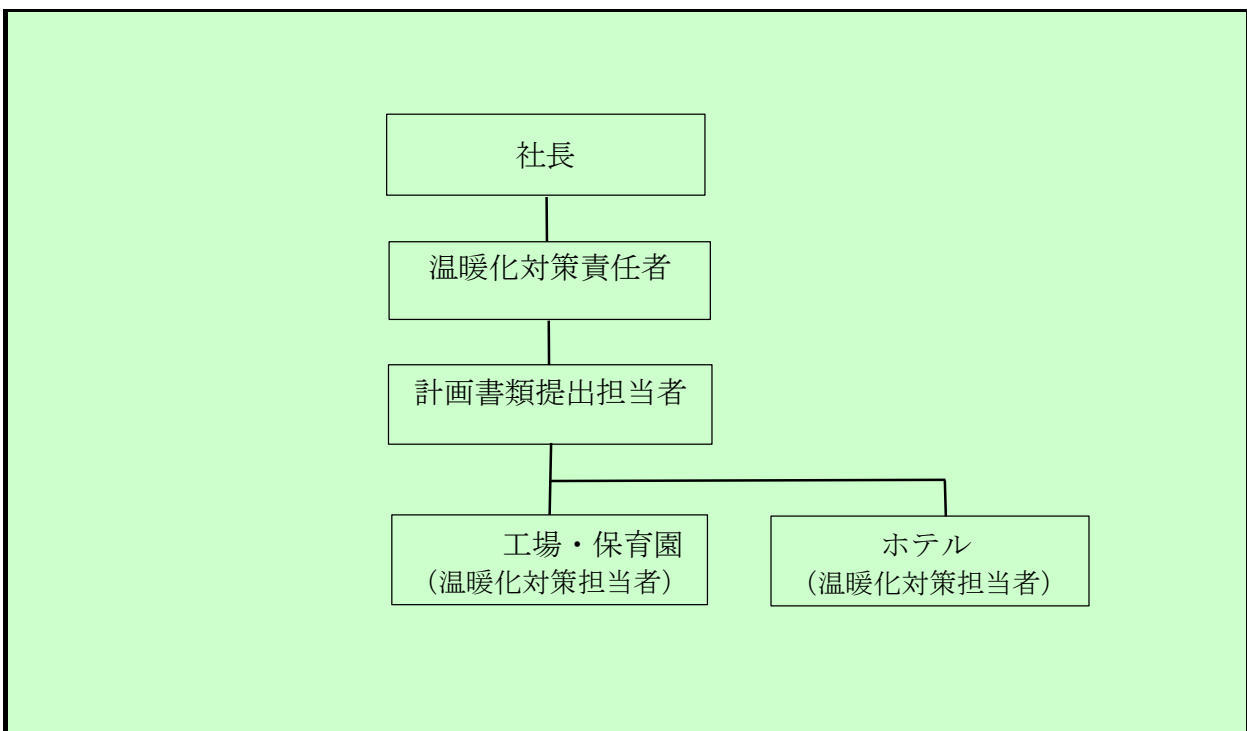 社長
温暖化対策責任者
計画書類提出担当者
工場・保育園
(温暖化対策担当者)
ホテル
(温暖化対策担当者)